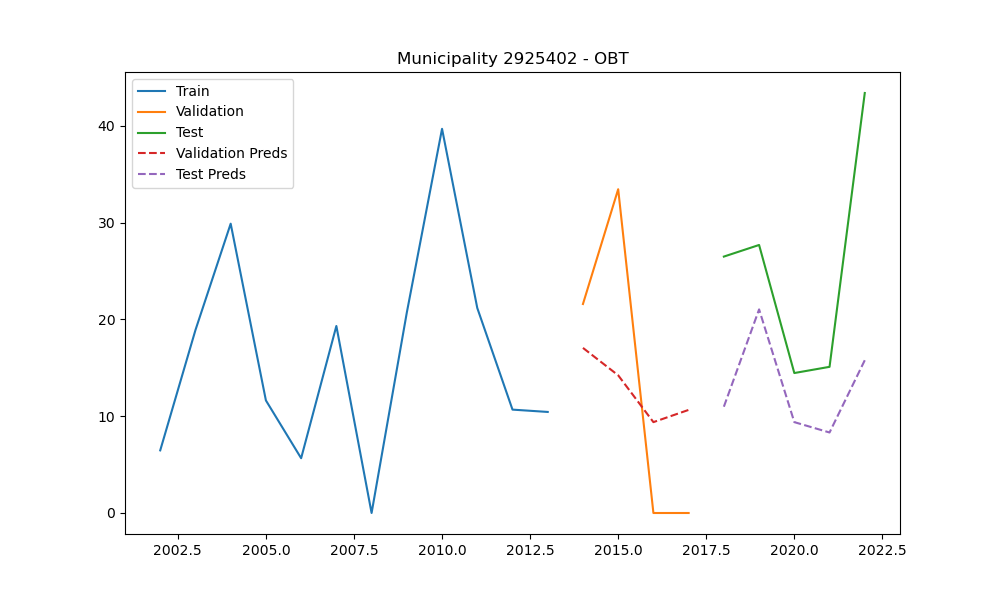 Municipality 2925402 - OBT
Train
Validation
Test
Validation Preds
Test Preds
40
30
20
10
0
2002.5 2005.0 2007.5 2010.0 2012.5 2015.0 2017.5 2020.0 2022.5